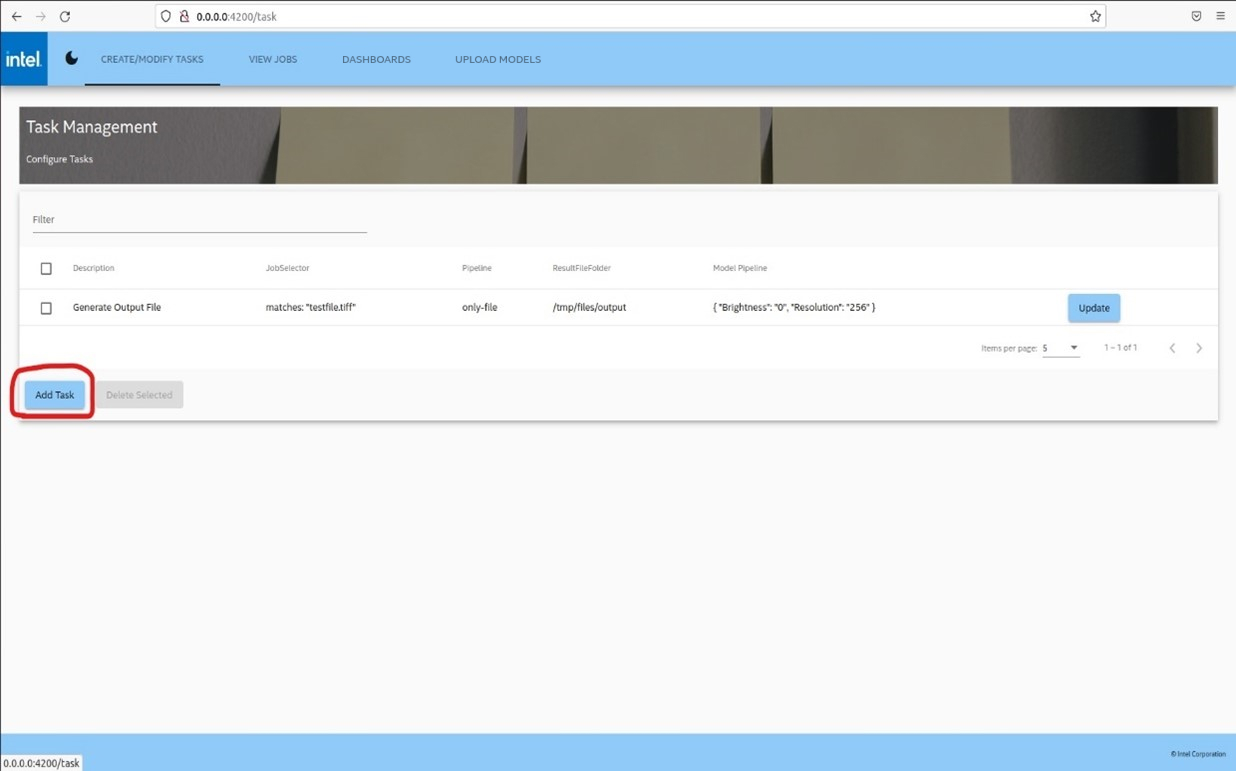 0.0.0.0:4200/task
intel.
CREATE/MODIFY TASKS
VIEW JOBS
DASHBOARDS
UPLOAD MODELS
Task Management
Configure Tasks
Filter
Description JobSelector Pipeline ResultFileFolder Model Pipeline
Generate Output File matches: "testfile.tiff" only-file /tmp/files/output { "Brightness": "0", "Resolution": "256" } Update
Items per page: 5 1 – 1 of 1
Add Task Delete Selected
© Intel Corporation
0.0.0.0:4200/task